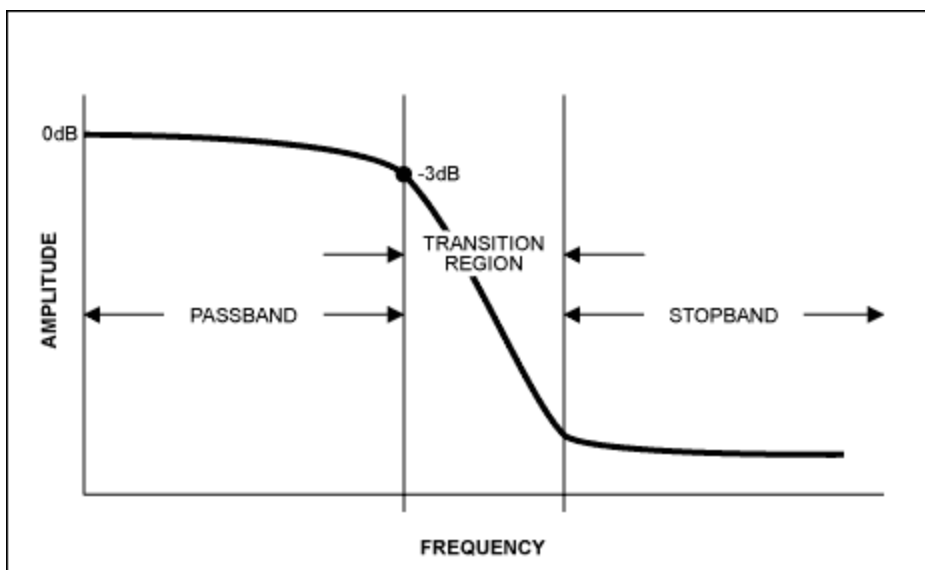 0dB
-3dB
TRANSITION
REGION
PASSBAND
STOPBAND
AMPLITUDE
FREQUENCY